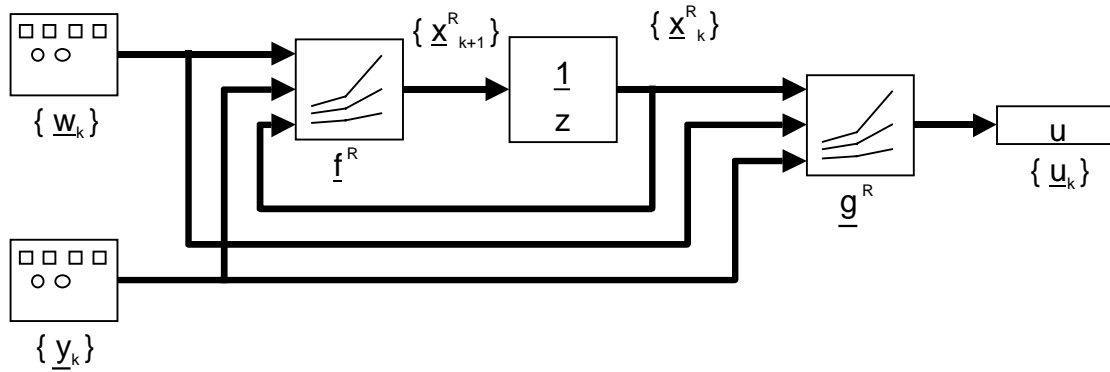 { x^R_k+1 }
{ x^R_k }
{ w_k }
1
z
f^R
u
{ u_k }
g^R
{ y_k }